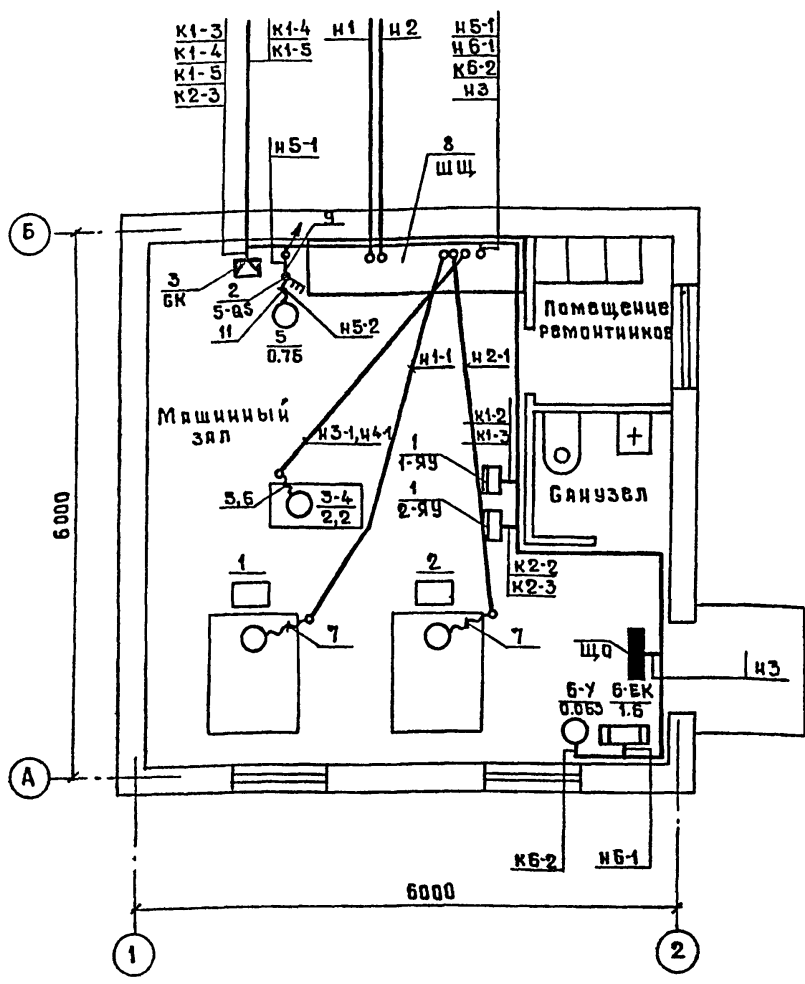 К1-3
К1-4
К1-5
К2-3
К1-4
К1-5
Н1
Н2
Н5-1
Н6-1
К6-2
Н3
Н5-1
8
ШЩ
Б
9
3
БК
2
5-QS
11
5
0.75
Н5-2
Помещение
ремонтников
Н1-1
Н2-1
Машинный
зал
Н3-1, Н4-1
К1-2
К1-3
1
1-ЯУ
1
2-ЯУ
Санузел
5,6
3-4
2,2
6000
К2-2
К2-3
1
2
7
7
ЩО
Н3
6-У
0.063
6-ЕК
1.6
А
К6-2
Н6-1
6000
1
2